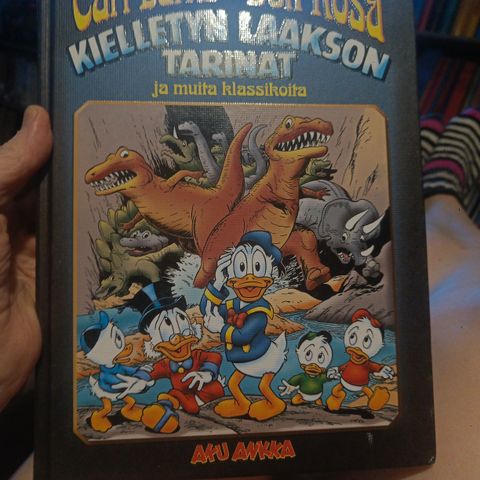 Carl Barks • Don Rosa
KIELLETYN LAAKSON
TARINAT
ja muita klassikoita
AKU ANKKA